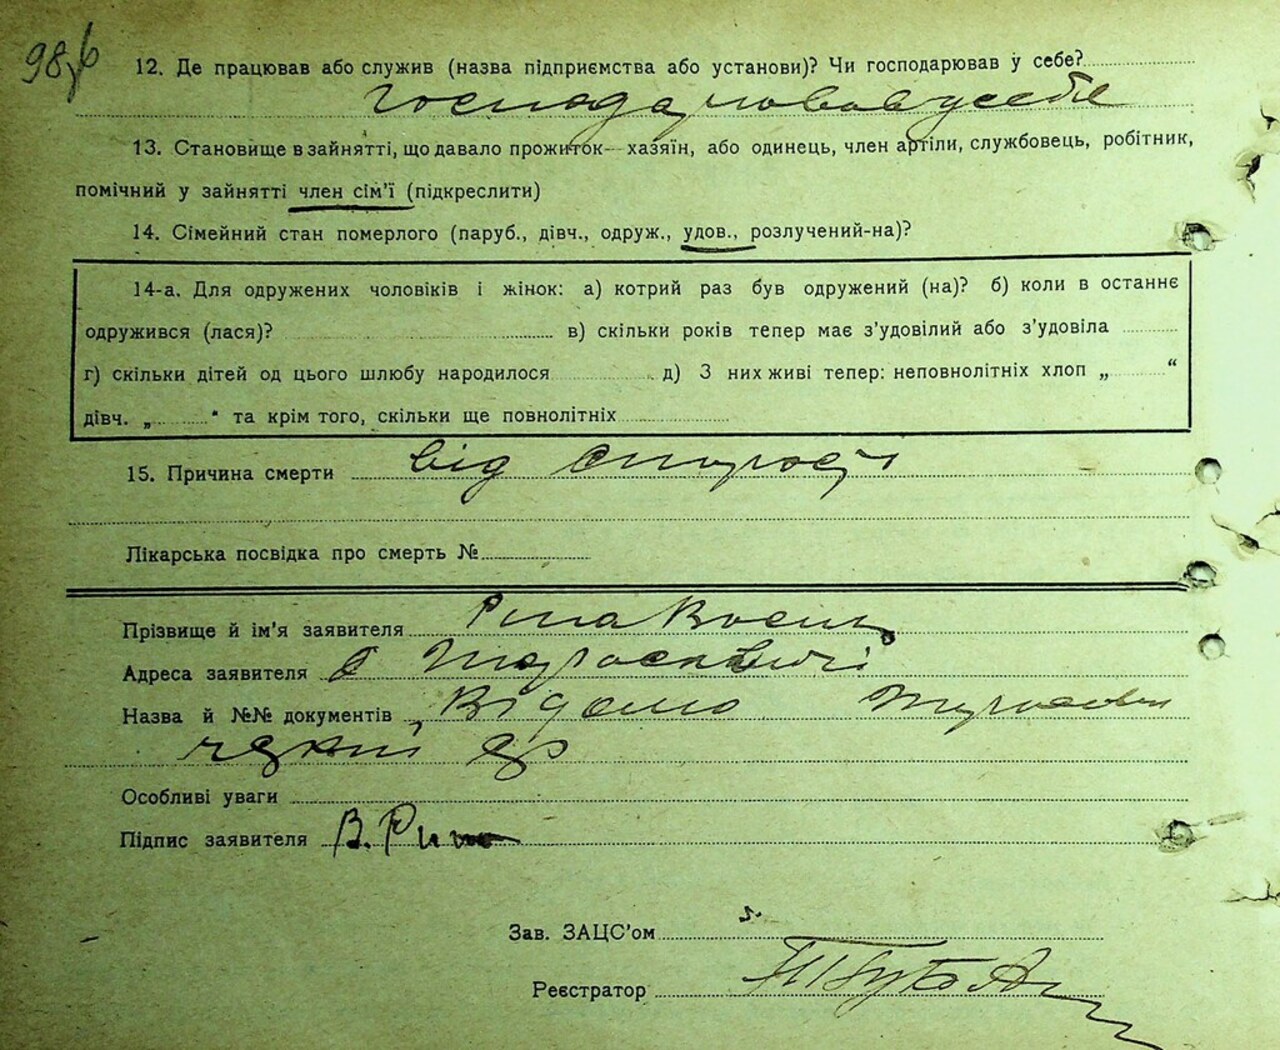 98
12. Де працював або служив (назва підприємства або установи)? Чи господарював у себе?
господарював у себе
13. Становище в зайнятті, що давало прожиток - хазяїн, або одинець, член артіли, службовець, робітник,
помічний у зайнятті член сім'ї (підкреслити)
14. Сімейний стан померлого (паруб., дівч., одруж., удов., розлучений-на)?
14-а. Для одружених чоловіків і жінок: а) котрий раз був одружений (на)? б) коли в останнє
одружився (лася)? в) скільки років тепер має з'удовілий або з'удовіла
г) скільки дітей од цього шлюбу народилося д) З них живі тепер: неповнолітніх хлоп „ “
дівч. „ “ та крім того, скільки ще повнолітніх
15. Причина смерти від старості
Лікарська посвідка про смерть №
Прізвище й ім'я заявителя Рипа
Адреса заявителя с
Назва й №№ документів Відомо
Особливі уваги
Підпис заявителя В. Рипа
Зав. ЗАЦС'ом
Реєстратор